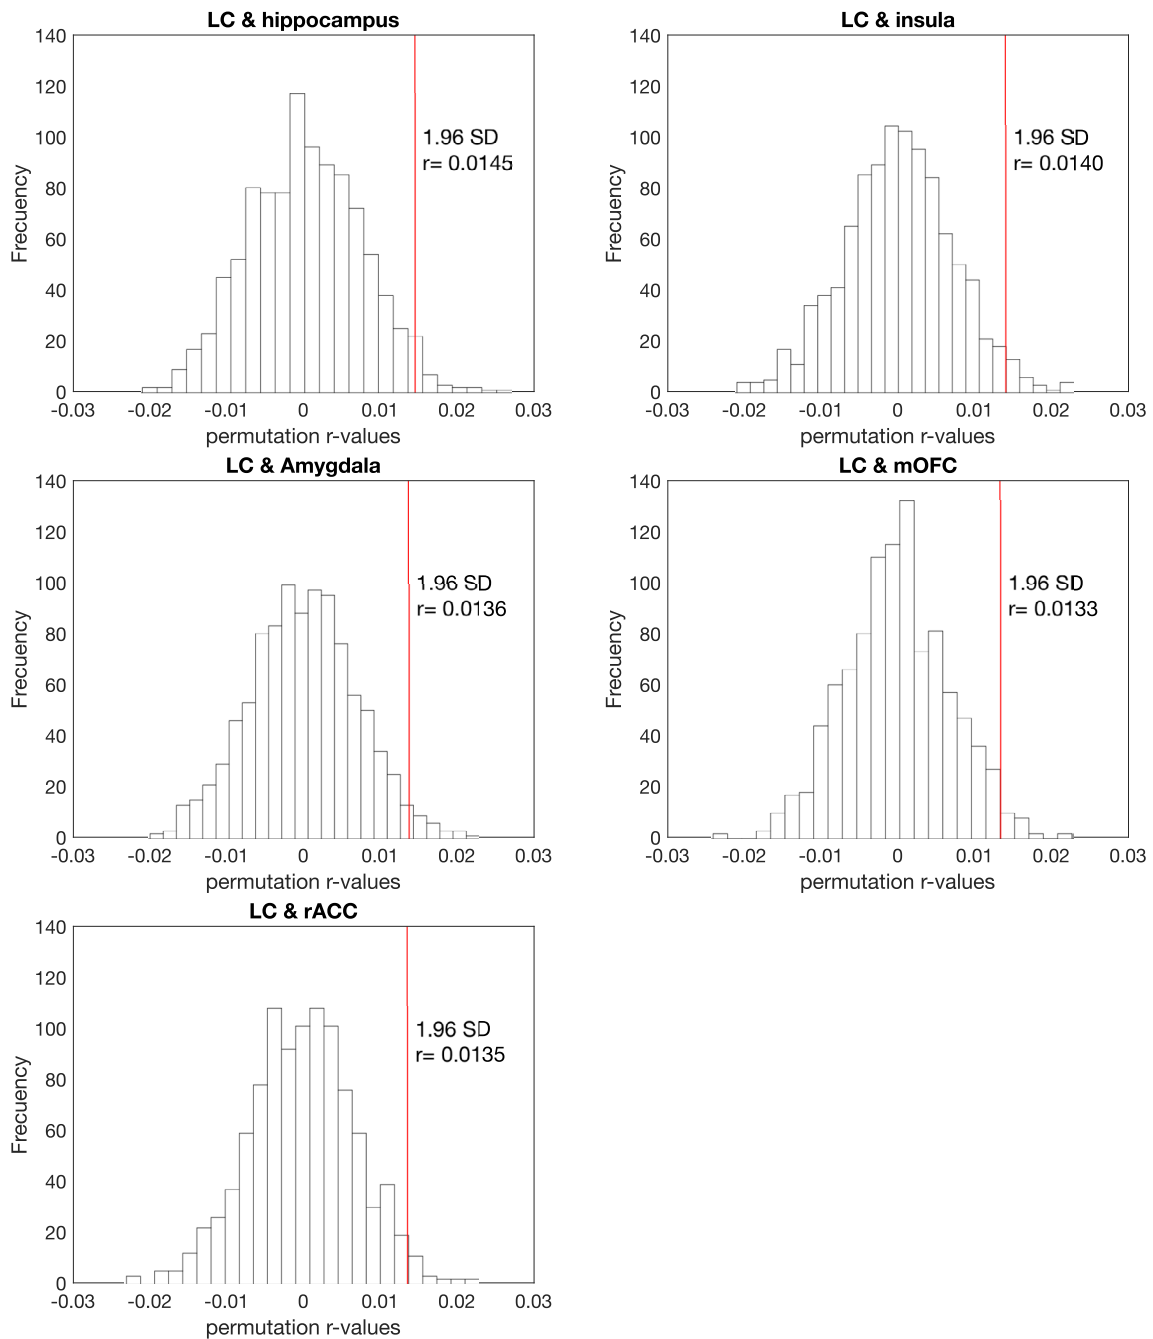 LC & hippocampus
140
120
100
80
60
40
20
0
Frecuency
1.96 SD
r= 0.0145
-0.03 -0.02 -0.01 0 0.01 0.02 0.03
permutation r-values
LC & insula
140
120
100
80
60
40
20
0
Frecuency
1.96 SD
r= 0.0140
-0.03 -0.02 -0.01 0 0.01 0.02 0.03
permutation r-values
LC & Amygdala
140
120
100
80
60
40
20
0
Frecuency
1.96 SD
r= 0.0136
-0.03 -0.02 -0.01 0 0.01 0.02 0.03
permutation r-values
LC & mOFC
140
120
100
80
60
40
20
0
Frecuency
1.96 SD
r= 0.0133
-0.03 -0.02 -0.01 0 0.01 0.02 0.03
permutation r-values
LC & rACC
140
120
100
80
60
40
20
0
Frecuency
1.96 SD
r= 0.0135
-0.03 -0.02 -0.01 0 0.01 0.02 0.03
permutation r-values